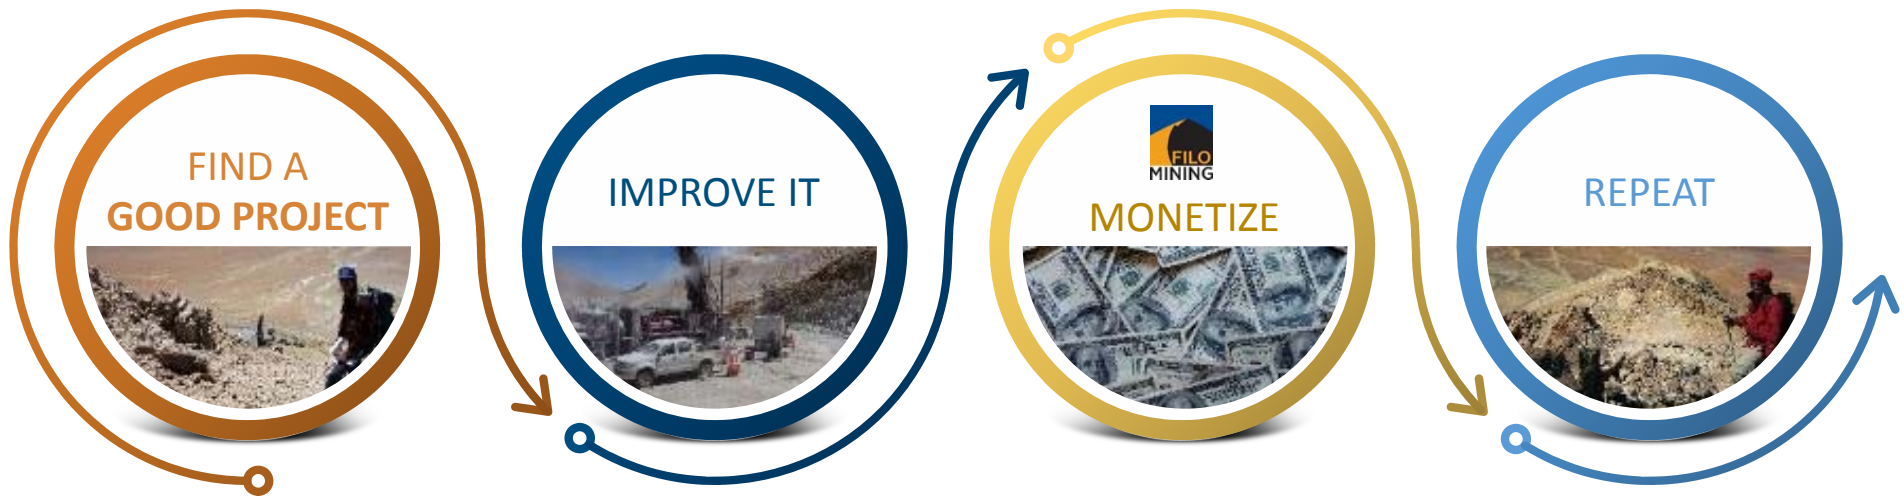 FIND A
GOOD PROJECT
IMPROVE IT
FILO
MINING
MONETIZE
REPEAT